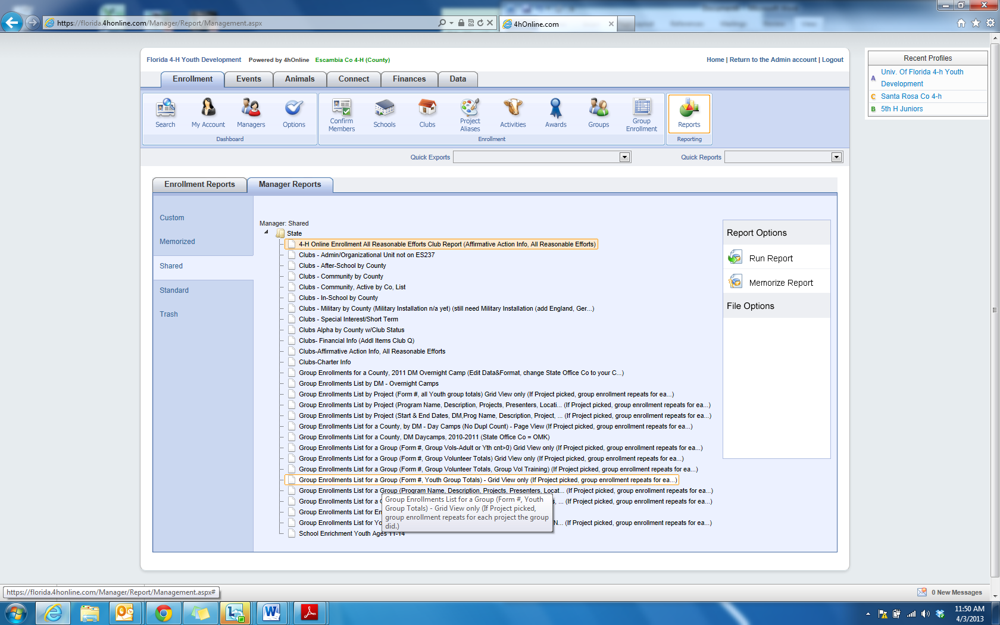 https://florida.4honline.com/Manager/Report/Management.aspx
4hOnline.com
Florida 4-H Youth Development Powered by 4hOnline Escambia Co 4-H (County)
Home | Return to the Admin account | Logout
Enrollment Events Animals Connect Finances Data
Search My Account Managers Options
Dashboard
Confirm Members Schools Clubs Project Aliases Activities Awards Groups Group Enrollment
Enrollment
Reports
Reporting
Quick Exports Quick Reports
Recent Profiles
A Univ. Of Florida 4-h Youth
Development
C Santa Rosa Co 4-h
B 5th H Juniors
Enrollment Reports Manager Reports
Custom
Memorized
Shared
Standard
Trash
Manager: Shared
State
4-H Online Enrollment All Reasonable Efforts Club Report (Affirmative Action Info, All Reasonable Efforts)
Clubs - Admin/Organizational Unit not on ES237
Clubs - After-School by County
Clubs - Community by County
Clubs - Community, Active by Co, List
Clubs - In-School by County
Clubs - Military by County (Military Installation n/a yet) (still need Military Installation (add England, Ger...)
Clubs - Special Interest/Short Term
Clubs Alpha by County w/Club Status
Clubs- Financial Info (Addl Items Club Q)
Clubs-Affirmative Action Info, All Reasonable Efforts
Clubs-Charter Info
Group Enrollments for a County, 2011 DM Overnight Camp (Edit Data&Format, change State Office Co to your C...)
Group Enrollments List by DM - Overnight Camps
Group Enrollments List by Project (Form #, all Youth group totals) Grid View only (If Project picked, group enrollment repeats for ea...)
Group Enrollments List by Project (Program Name, Description, Projects, Presenters, Locati... (If Project picked, group enrollment repeats for ea...)
Group Enrollments List by Project (Start & End Dates, DM,Prog Name, Description, Project, ... (If Project picked, group enrollment repeats for ea...)
Group Enrollments List for a County, by DM - Day Camps (No Dupl Count) - Page View (If Project picked, group enrollment repeats for ea...)
Group Enrollments List for a County, DM Daycamps, 2010-2011 (State Office Co = OMK)
Group Enrollments List for a Group (Form #, Group Vols-Adult or Yth cnt>0) Grid View only (If Project picked, group enrollment repeats for ea...)
Group Enrollments List for a Group (Form #, Group Volunteer Totals) Grid View only (If Project picked, group enrollment repeats for ea...)
Group Enrollments List for a Group (Form #, Group Volunteer Totals, Group Vol Training) (If Project picked, group enrollment repeats for ea...)
Group Enrollments List for a Group (Form #, Youth Group Totals) - Grid View only (If Project picked, group enrollment repeats for ea...)
Group Enrollments List for a Group (Program Name, Description, Projects, Presenters, Locat... (If Project picked, group enrollment repeats for ea...)
Group Enrollments List for a ... (If Project picked, group enrollment repeats for ea...)
Group Enrollments List for
Group Enrollments List for ... (If Project picked, group enrollment repeats for ea...)
School Enrichment Youth Ages 11-14
Group Enrollments List for a Group (Form #, Youth
Group Totals) - Grid View only (If Project picked,
group enrollment repeats for each project the group
did.)
Report Options
Run Report
Memorize Report
File Options
https://florida.4honline.com/Manager/Report/Management.aspx#
0 New Messages
11:50 AM
4/3/2013